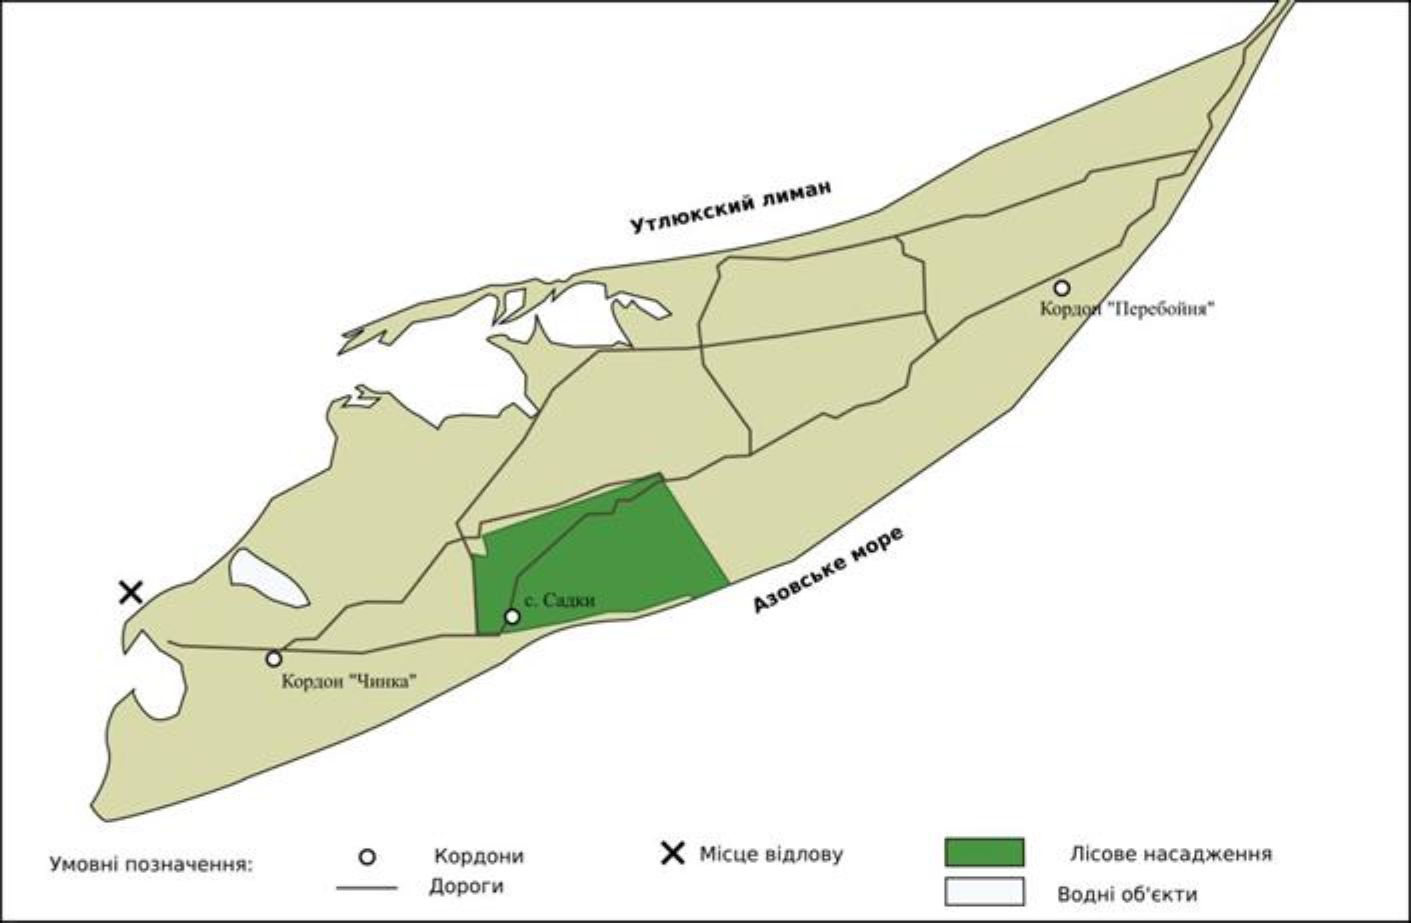 Утлюкский лиман
Кордон "Перебойня"
Азовське море
с. Садки
Кордон "Чинка"
Умовні позначення:
Кордони
Дороги
Місце відлову
Лісове насадження
Водні об'єкти